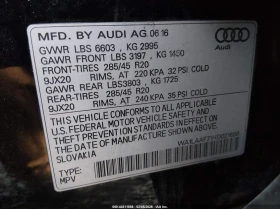 MFD. BY AUDI AG 06 16
Audi
GVWR LBS 6603 , KG 2995
GAWR FRONT LBS 3197 , KG 1450
FRONT-TIRES 285/45 R20
9JX20 RIMS, AT 220 KPA 32 PSI COLD
GAWR REAR LBS3803 , KG 1725
REAR-TIRES 285/45 R20
9JX20 RIMS, AT 240 KPA 35 PSI COLD
THIS VEHICLE CONFORMS TO ALL APPLICABLE
U.S. FEDERAL MOTOR VEHICLE SAFETY STANDARDS
IN EFFECT ON THE DATE OF MANUFACTURE
SHOWN ABOVE
SLOVAKIA
TYPE:
MPV